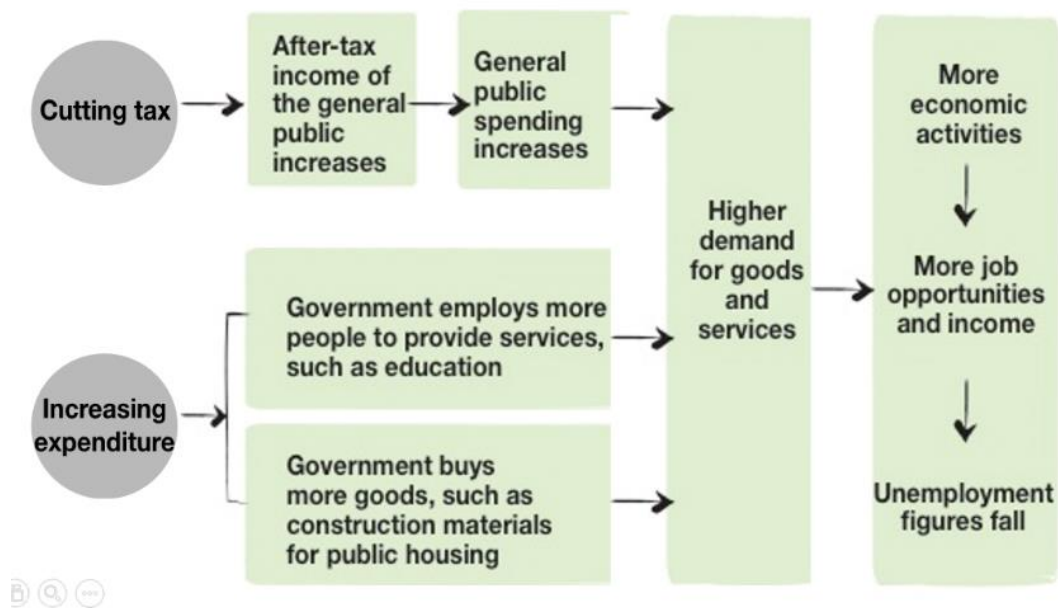 Cutting tax
After-tax
income of
the general
public
increases
General
public
spending
increases
Increasing
expenditure
Government employs more
people to provide services,
such as education
Government buys
more goods, such as
construction materials
for public housing
Higher
demand
for goods
and
services
More
economic
activities
More job
opportunities
and income
Unemployment
figures fall